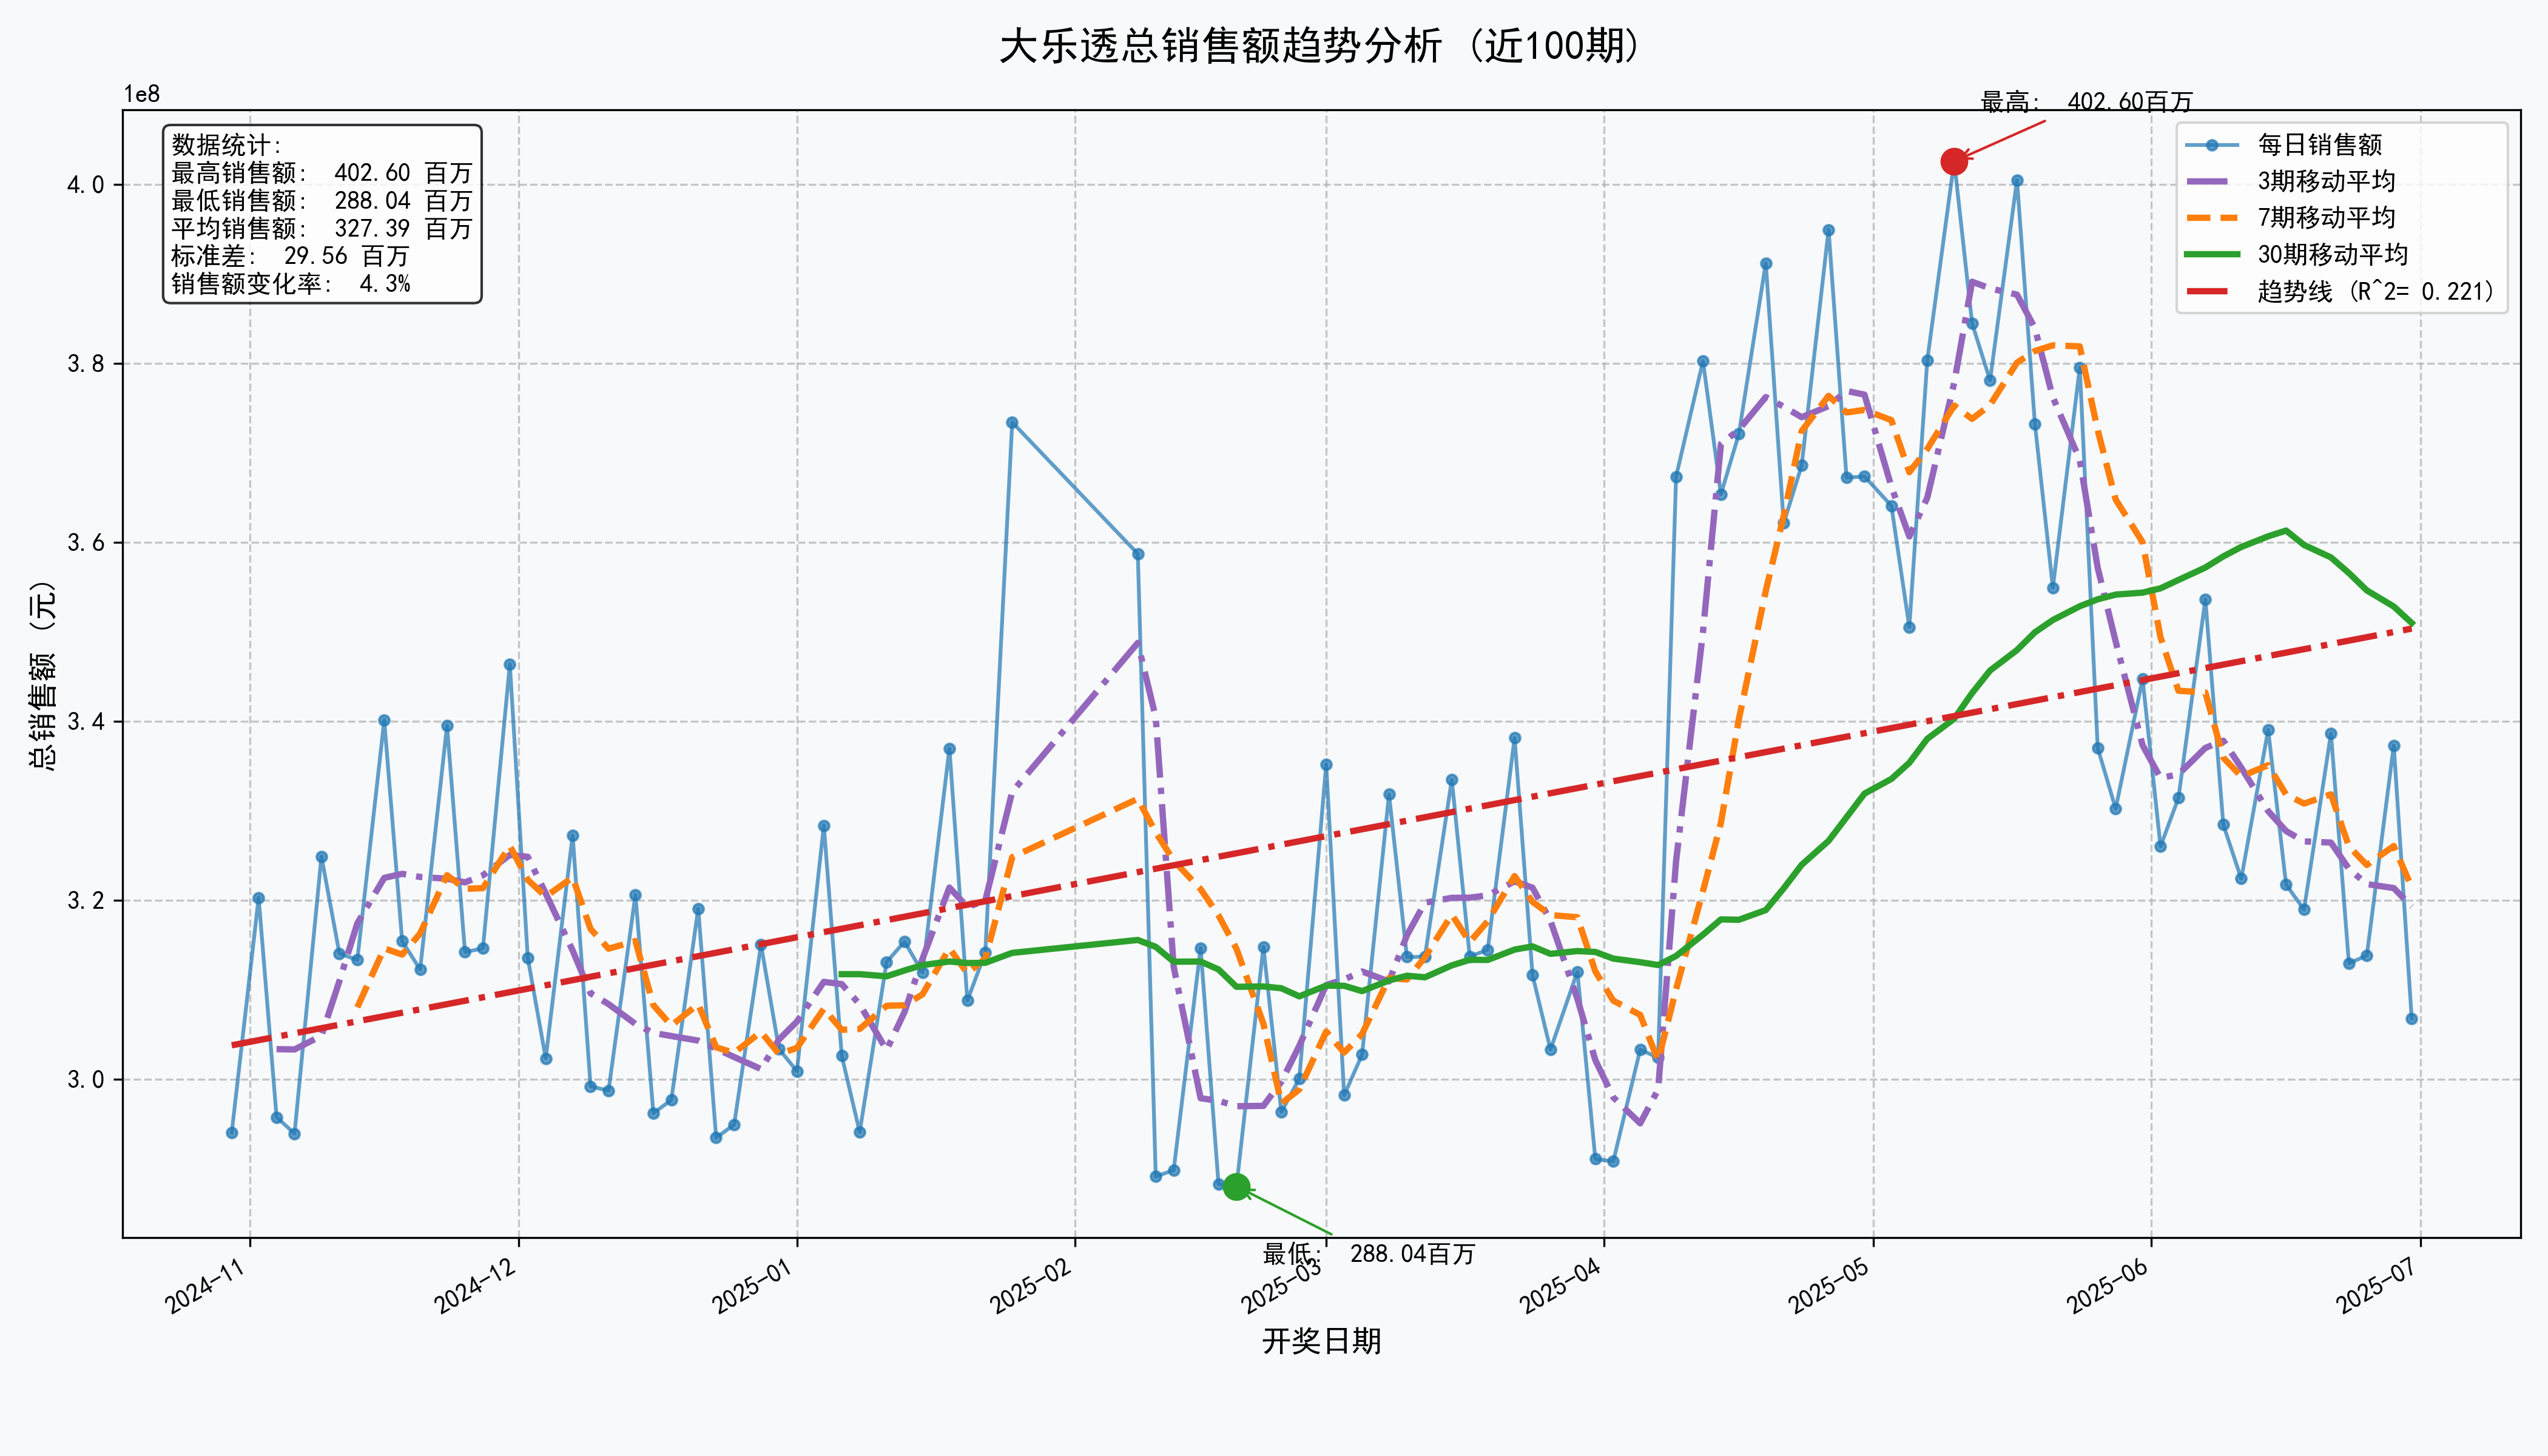 大乐透总销售额趋势分析 (近100期)
1e8
最高: 402.60百万
数据统计:
最高销售额: 402.60 百万
最低销售额: 288.04 百万
平均销售额: 327.39 百万
标准差: 29.56 百万
销售额变化率: 4.3%
每日销售额
3期移动平均
7期移动平均
30期移动平均
趋势线 (R^2= 0.221)
4.0
3.8
3.6
3.4
3.2
3.0
总销售额 (元)
最低: 288.04百万
2024-11
2024-12
2025-01
2025-02
2025-03
2025-04
2025-05
2025-06
2025-07
开奖日期